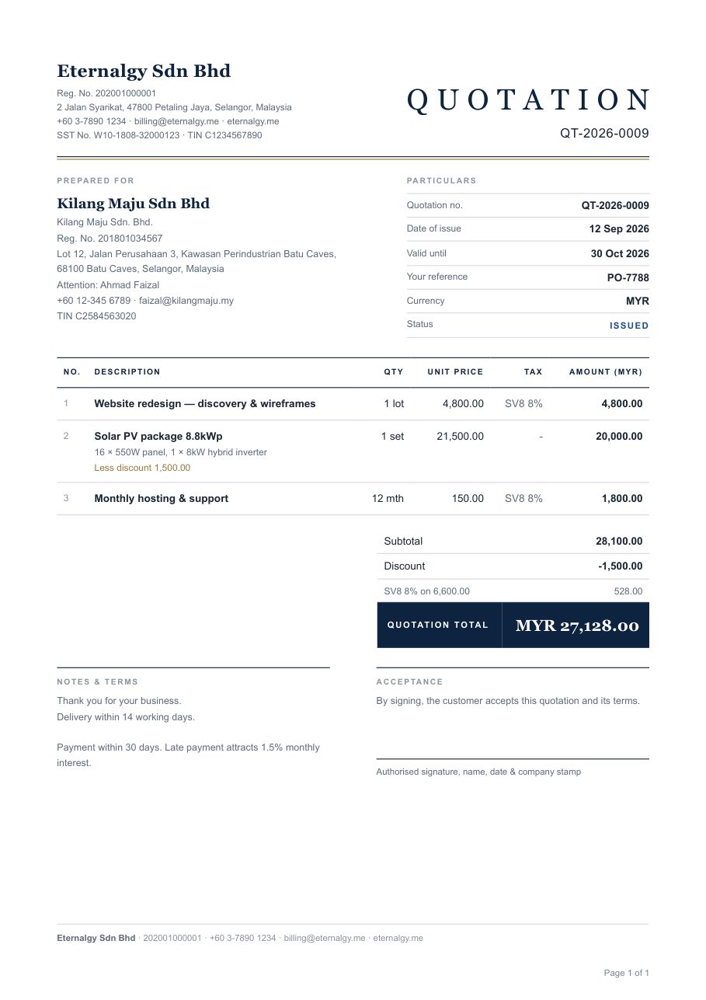 Eternalgy Sdn Bhd
Reg. No. 202001000001
2 Jalan Syarikat, 47800 Petaling Jaya, Selangor, Malaysia
+60 3-7890 1234 · billing@eternalgy.me · eternalgy.me
SST No. W10-1808-32000123 · TIN C1234567890
QUOTATION
QT-2026-0009
PREPARED FOR
Kilang Maju Sdn Bhd
Kilang Maju Sdn. Bhd.
Reg. No. 201801034567
Lot 12, Jalan Perusahaan 3, Kawasan Perindustrian Batu Caves,
68100 Batu Caves, Selangor, Malaysia
Attention: Ahmad Faizal
+60 12-345 6789 · faizal@kilangmaju.my
TIN C2584563020
PARTICULARS
Quotation no. QT-2026-0009
Date of issue 12 Sep 2026
Valid until 30 Oct 2026
Your reference PO-7788
Currency MYR
Status ISSUED
NO. DESCRIPTION QTY UNIT PRICE TAX AMOUNT (MYR)
1 Website redesign — discovery & wireframes 1 lot 4,800.00 SV8 8% 4,800.00
2 Solar PV package 8.8kWp 1 set 21,500.00 - 20,000.00
16 × 550W panel, 1 × 8kW hybrid inverter
Less discount 1,500.00
3 Monthly hosting & support 12 mth 150.00 SV8 8% 1,800.00
Subtotal 28,100.00
Discount -1,500.00
SV8 8% on 6,600.00 528.00
QUOTATION TOTAL MYR 27,128.00
NOTES & TERMS
Thank you for your business.
Delivery within 14 working days.
Payment within 30 days. Late payment attracts 1.5% monthly
interest.
ACCEPTANCE
By signing, the customer accepts this quotation and its terms.
Authorised signature, name, date & company stamp
Eternalgy Sdn Bhd · 202001000001 · +60 3-7890 1234 · billing@eternalgy.me · eternalgy.me
Page 1 of 1